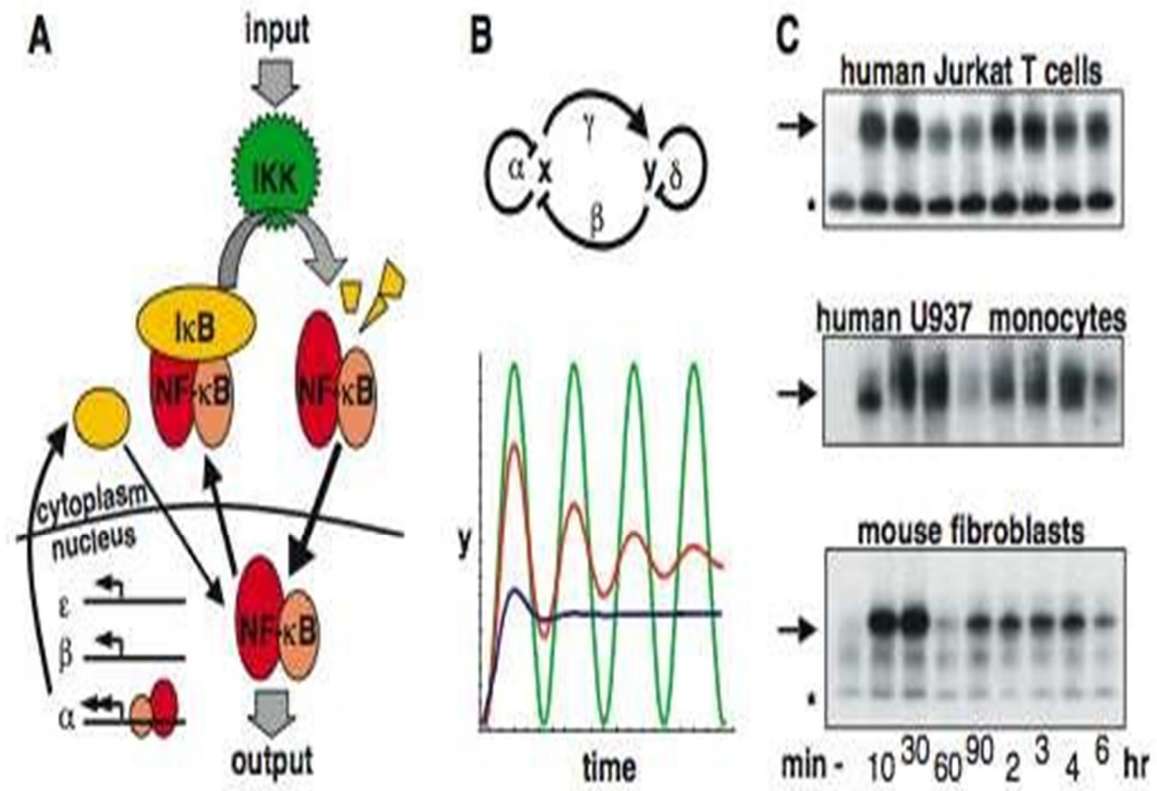 A
input
IKK
IκB
NF-κB
NF-κB
cytoplasm
nucleus
ε
β
α
NF-κB
output
B
γ
α x
y δ
β
y
time
C
human Jurkat T cells
human U937 monocytes
mouse fibroblasts
min - 10 30 60 90 2 3 4 6 hr